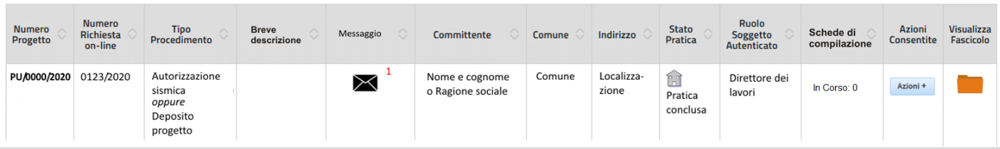 Numero Progetto
Numero Richiesta on-line
Tipo Procedimento
Breve descrizione
Messaggio
Committente
Comune
Indirizzo
Stato Pratica
Ruolo Soggetto Autenticato
Schede di compilazione
Azioni Consentite
Visualizza Fascicolo
PU/0000/2020
0123/2020
Autorizzazione
sismica
oppure
Deposito
progetto
1
Nome e cognome
o Ragione sociale
Comune
Localizza-
zione
Pratica
conclusa
Direttore dei
lavori
In Corso: 0
Azioni +